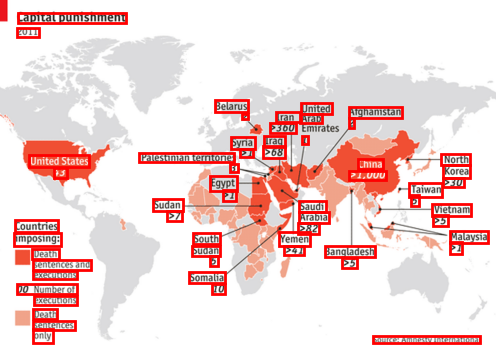 Capital punishment
2011
Belarus
Iran
>360
United
Arab
Emirates
1
Afghanistan
Syria
>1
Iraq
>68
Palestinian territories
3
United States
43
China
>1,000
North
Korea
>30
Egypt
>1
Taiwan
5
Sudan
>7
Saudi
Arabia
>82
Vietnam
>5
Countries
imposing:
South
Sudan
5
Yemen
>41
Malaysia
>1
Bangladesh
>5
Death
sentences and
executions
Somalia
10
00 Number of
executions
Death
sentences
only
Source: Amnesty International